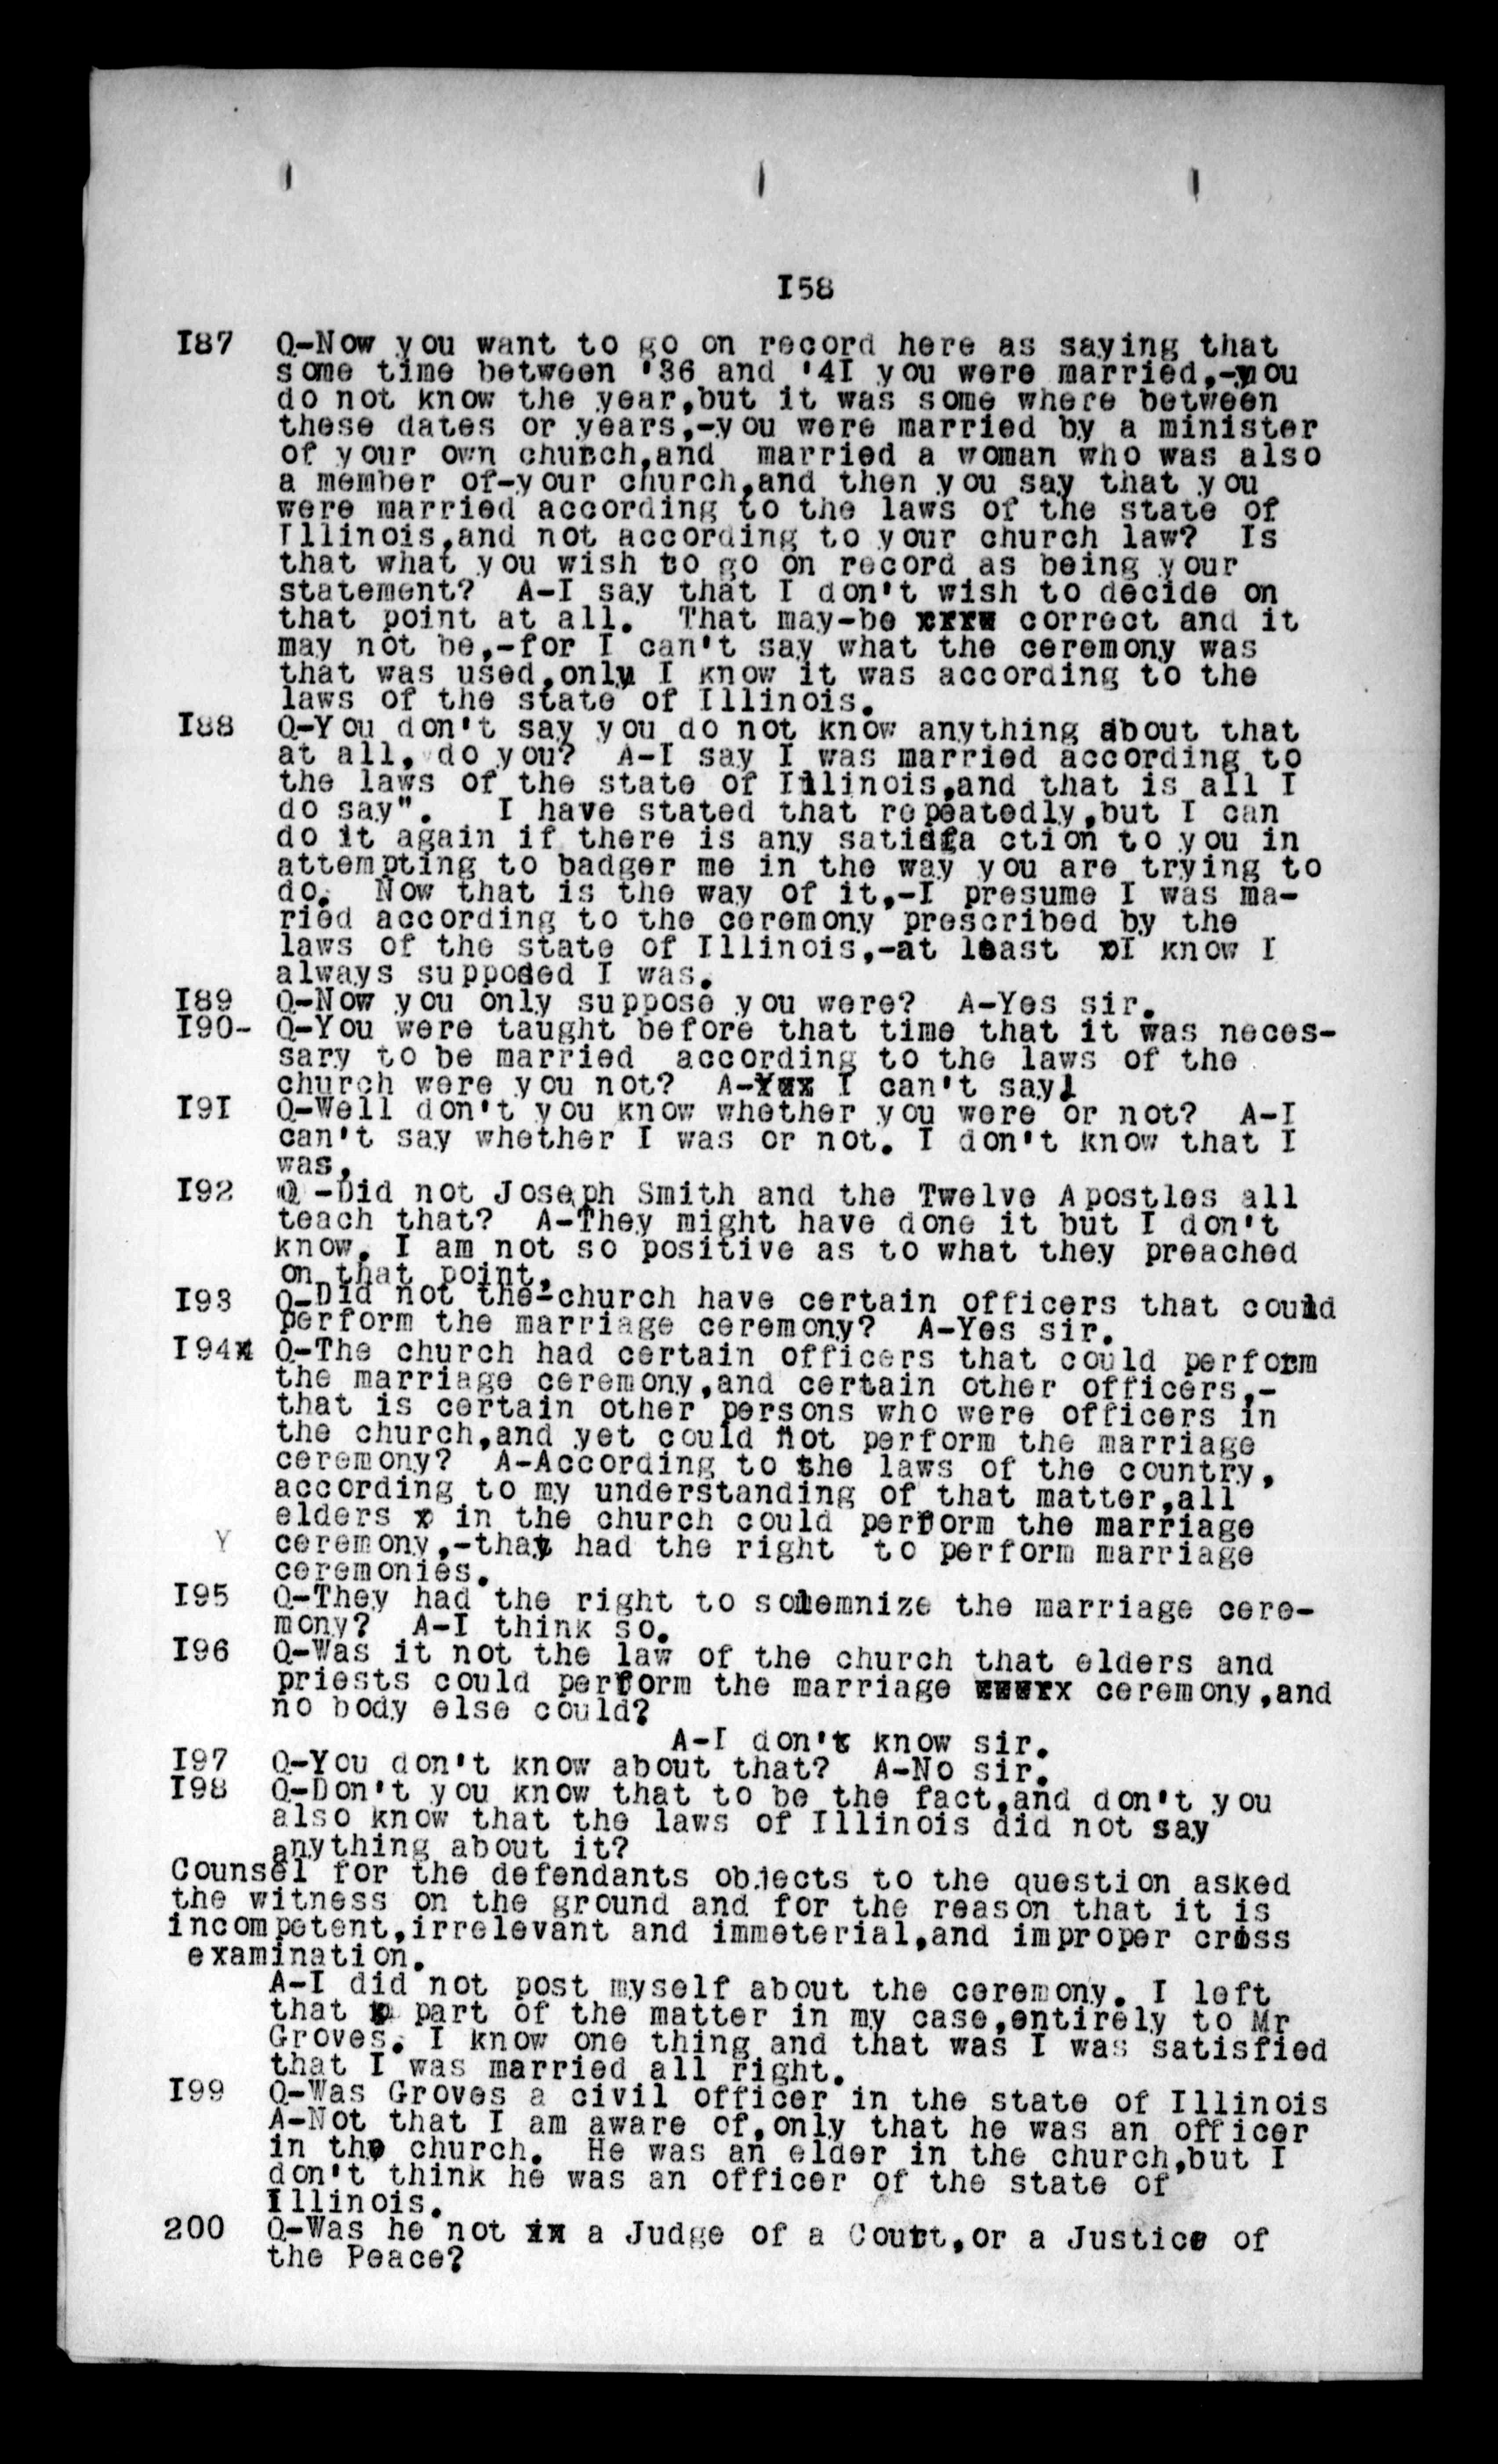 I58
I87 Q-Now you want to go on record here as saying that
some time between '36 and '4I you were married,-you
do not know the year,but it was some where between
these dates or years,-you were married by a minister
of your own church,and married a woman who was also
a member of-your church,and then you say that you
were married according to the laws of the state of
Illinois,and not according to your church law? Is
that what you wish to go on record as being your
statement? A-I say that I don't wish to decide on
that point at all. That may-be xxxx correct and it
may not be,-for I can't say what the ceremony was
that was used,only I know it was according to the
laws of the state of Illinois.
I88 Q-You don't say you do not know anything about that
at all, do you? A-I say I was married according to
the laws of the state of Illinois,and that is all I
do say". I have stated that repeatedly,but I can
do it again if there is any satisfa ction to you in
attempting to badger me in the way you are trying to
do. Now that is the way of it,-I presume I was ma-
ried according to the ceremony prescribed by the
laws of the state of Illinois,-at least I know I
always supposed I was.
I89 Q-Now you only suppose you were? A-Yes sir.
I90- Q-You were taught before that time that it was neces-
sary to be married according to the laws of the
church were you not? A-Yxx I can't say.
I9I Q-Well don't you know whether you were or not? A-I
can't say whether I was or not. I don't know that I
was.
I92 Q -Did not Joseph Smith and the Twelve Apostles all
teach that? A-They might have done it but I don't
know. I am not so positive as to what they preached
on that point.
I93 Q-Did not the-church have certain officers that could
perform the marriage ceremony? A-Yes sir.
I94x Q-The church had certain officers that could perform
the marriage ceremony,and certain other officers,-
that is certain other persons who were officers in
the church,and yet could not perform the marriage
ceremony? A-According to the laws of the country,
according to my understanding of that matter,all
elders x in the church could perform the marriage
Y ceremony,-that had the right to perform marriage
ceremonies.
I95 Q-They had the right to solemnize the marriage cere-
mony? A-I think so.
I96 Q-Was it not the law of the church that elders and
priests could perform the marriage xxxxx ceremony,and
no body else could?
A-I don't know sir.
I97 Q-You don't know about that? A-No sir.
I98 Q-Don't you know that to be the fact,and don't you
also know that the laws of Illinois did not say
anything about it?
Counsel for the defendants objects to the question asked
the witness on the ground and for the reason that it is
incompetent,irrelevant and immeterial,and improper cross
examination.
A-I did not post myself about the ceremony. I left
that part of the matter in my case,entirely to Mr
Groves. I know one thing and that was I was satisfied
that I was married all right.
I99 Q-Was Groves a civil officer in the state of Illinois
A-Not that I am aware of,only that he was an officer
in the church. He was an elder in the church,but I
don't think he was an officer of the state of
Illinois.
200 Q-Was he not ix a Judge of a Court,or a Justice of
the Peace?